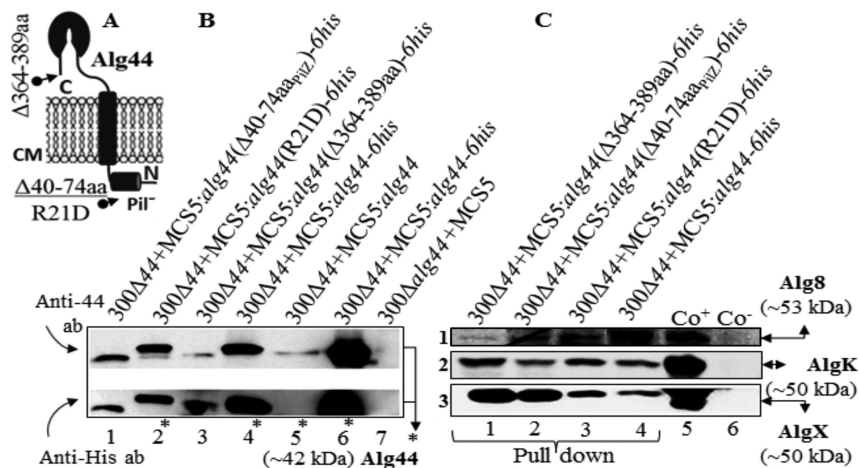 A
B
C
Δ364-389aa
Alg44
C
CM
N
Δ40-74aa
R21D
Pil⁻
300Δ44+MCS5:alg44(Δ40-74aaPilZ)-6his
300Δ44+MCS5:alg44(R21D)-6his
300Δ44+MCS5:alg44(Δ364-389aa)-6his
300Δ44+MCS5:alg44-6his
300Δ44+MCS5:alg44
300Δ44+MCS5:alg44-6his
300Δalg44+MCS5
300Δ44+MCS5:alg44(Δ364-389aa)-6his
300Δ44+MCS5:alg44(Δ40-74aaPilZ)-6his
300Δ44+MCS5:alg44(R21D)-6his
300Δ44+MCS5:alg44-6his
Co⁺ Co⁻
Alg8
(~53 kDa)
Anti-44
ab
1
2
3
AlgK
(~50 kDa)
AlgX
(~50 kDa)
1 2* 3 4* 5* 6* 7 *
Anti-His ab
(~42 kDa) Alg44
1 2 3 4 5 6
Pull down